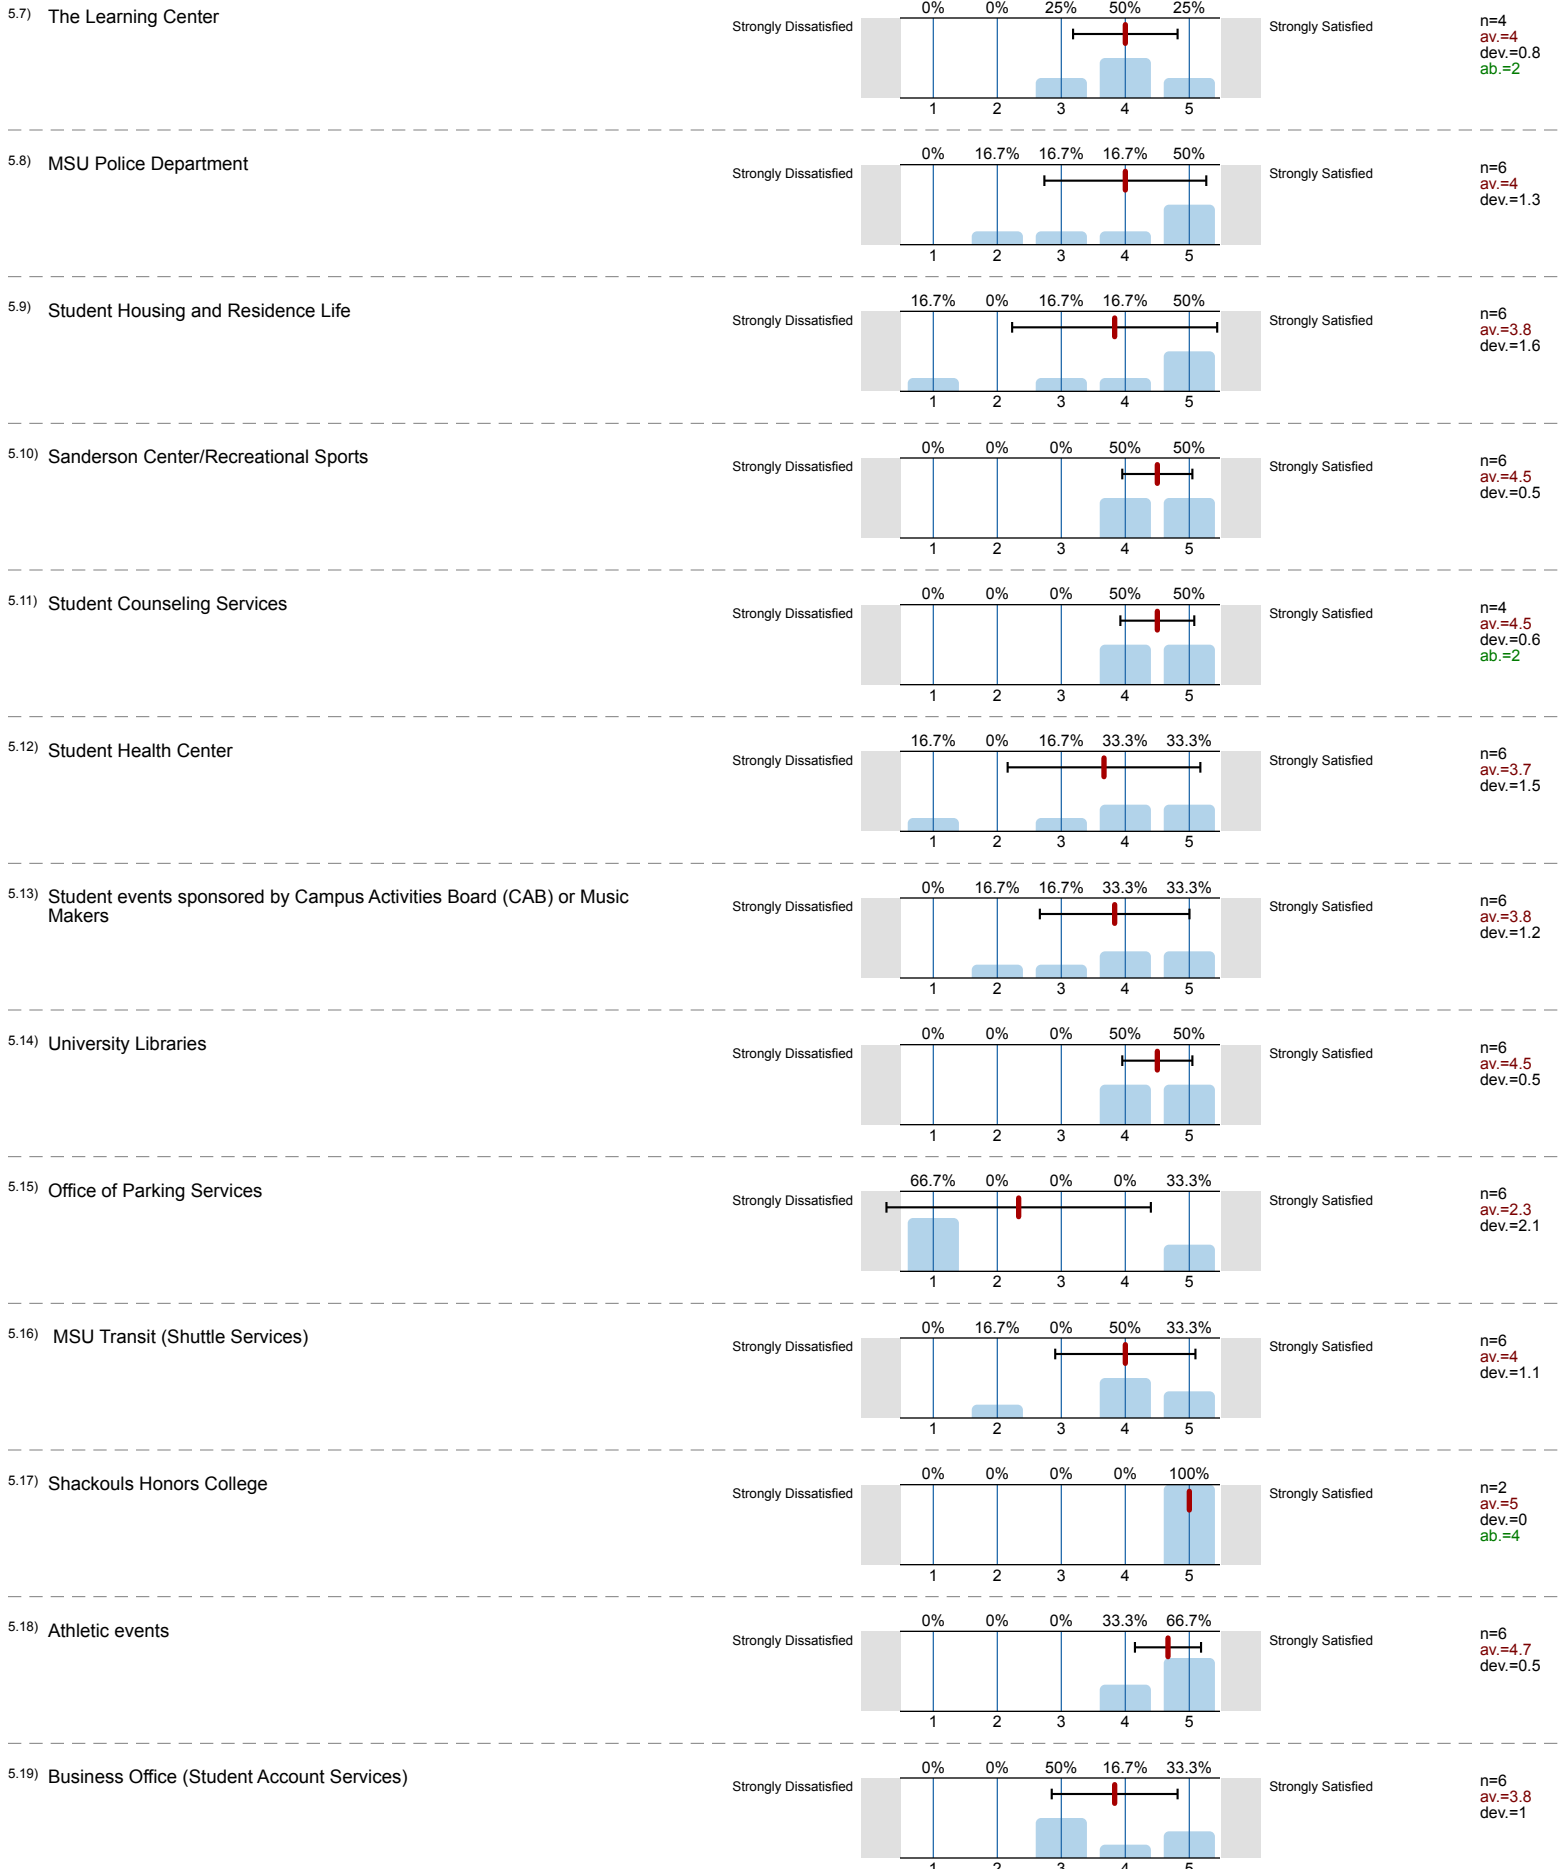 5.7) The Learning Center
0% 0% 25% 50% 25%
Strongly Dissatisfied Strongly Satisfied
1 2 3 4 5
n=4
av.=4
dev.=0.8
ab.=2
5.8) MSU Police Department
0% 16.7% 16.7% 16.7% 50%
Strongly Dissatisfied Strongly Satisfied
1 2 3 4 5
n=6
av.=4
dev.=1.3
5.9) Student Housing and Residence Life
16.7% 0% 16.7% 16.7% 50%
Strongly Dissatisfied Strongly Satisfied
1 2 3 4 5
n=6
av.=3.8
dev.=1.6
5.10) Sanderson Center/Recreational Sports
0% 0% 0% 50% 50%
Strongly Dissatisfied Strongly Satisfied
1 2 3 4 5
n=6
av.=4.5
dev.=0.5
5.11) Student Counseling Services
0% 0% 0% 50% 50%
Strongly Dissatisfied Strongly Satisfied
1 2 3 4 5
n=4
av.=4.5
dev.=0.6
ab.=2
5.12) Student Health Center
16.7% 0% 16.7% 33.3% 33.3%
Strongly Dissatisfied Strongly Satisfied
1 2 3 4 5
n=6
av.=3.7
dev.=1.5
5.13) Student events sponsored by Campus Activities Board (CAB) or Music
Makers
0% 16.7% 16.7% 33.3% 33.3%
Strongly Dissatisfied Strongly Satisfied
1 2 3 4 5
n=6
av.=3.8
dev.=1.2
5.14) University Libraries
0% 0% 0% 50% 50%
Strongly Dissatisfied Strongly Satisfied
1 2 3 4 5
n=6
av.=4.5
dev.=0.5
5.15) Office of Parking Services
66.7% 0% 0% 0% 33.3%
Strongly Dissatisfied Strongly Satisfied
1 2 3 4 5
n=6
av.=2.3
dev.=2.1
5.16) MSU Transit (Shuttle Services)
0% 16.7% 0% 50% 33.3%
Strongly Dissatisfied Strongly Satisfied
1 2 3 4 5
n=6
av.=4
dev.=1.1
5.17) Shackouls Honors College
0% 0% 0% 0% 100%
Strongly Dissatisfied Strongly Satisfied
1 2 3 4 5
n=2
av.=5
dev.=0
ab.=4
5.18) Athletic events
0% 0% 0% 33.3% 66.7%
Strongly Dissatisfied Strongly Satisfied
1 2 3 4 5
n=6
av.=4.7
dev.=0.5
5.19) Business Office (Student Account Services)
0% 0% 50% 16.7% 33.3%
Strongly Dissatisfied Strongly Satisfied
1 2 3 4 5
n=6
av.=3.8
dev.=1